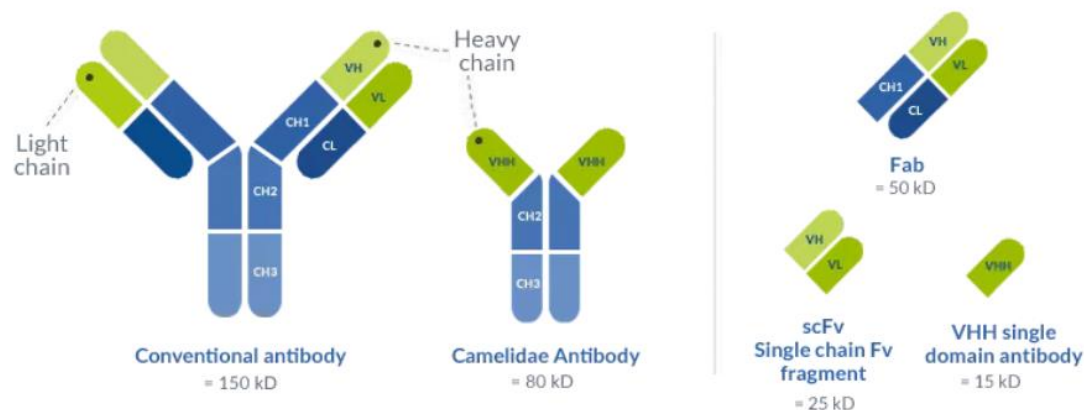 Light
chain
VH
VL
CH1
CL
CH2
CH3
Conventional antibody
= 150 kD
Heavy
chain
VHH
VHH
CH2
CH3
Camelidae Antibody
= 80 kD
VH
VL
CH1
CL
Fab
= 50 kD
VH
VL
scFv
Single chain Fv
fragment
= 25 kD
VHH
VHH single
domain antibody
= 15 kD